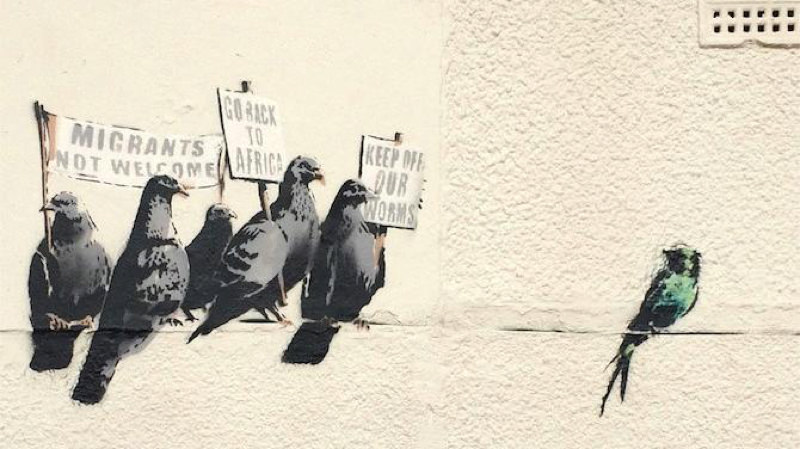 MIGRANTS
NOT WELCOME
GO BACK
TO
AFRICA
KEEP OFF
OUR
WORMS